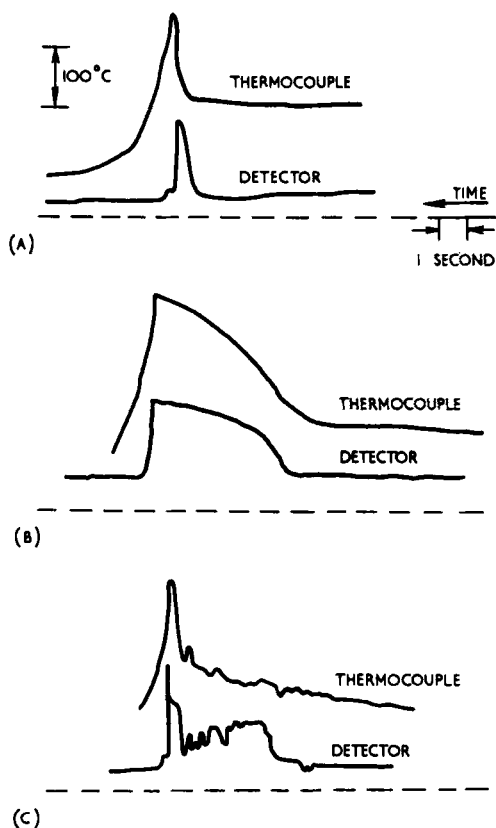 100°C
THERMOCOUPLE
DETECTOR
TIME
(A)
1 SECOND
THERMOCOUPLE
DETECTOR
(B)
THERMOCOUPLE
DETECTOR
(C)